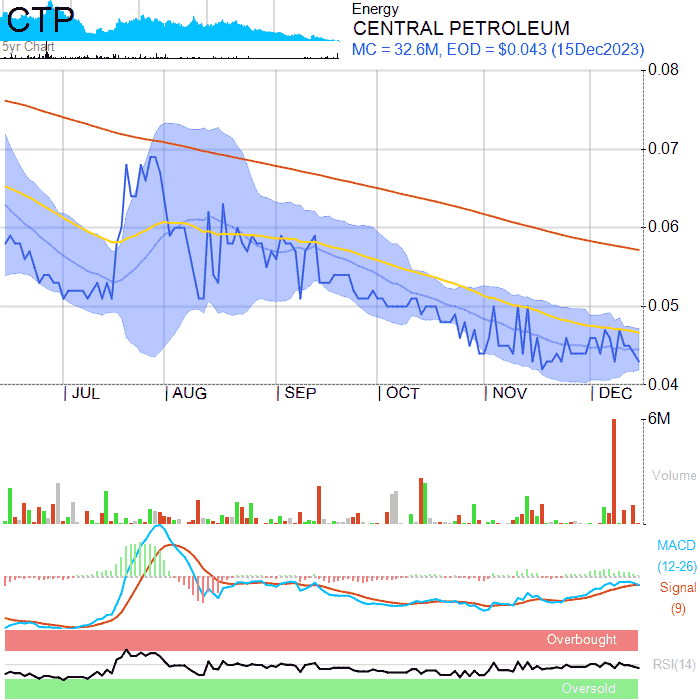 CTP
5yr Chart
Energy
CENTRAL PETROLEUM
MC = 32.6M, EOD = $0.043 (15Dec2023)
0.08
0.07
0.06
0.05
0.04
JUL AUG SEP OCT NOV DEC
6M
Volume
MACD
(12-26)
Signal
(9)
Overbought
RSI(14)
Oversold